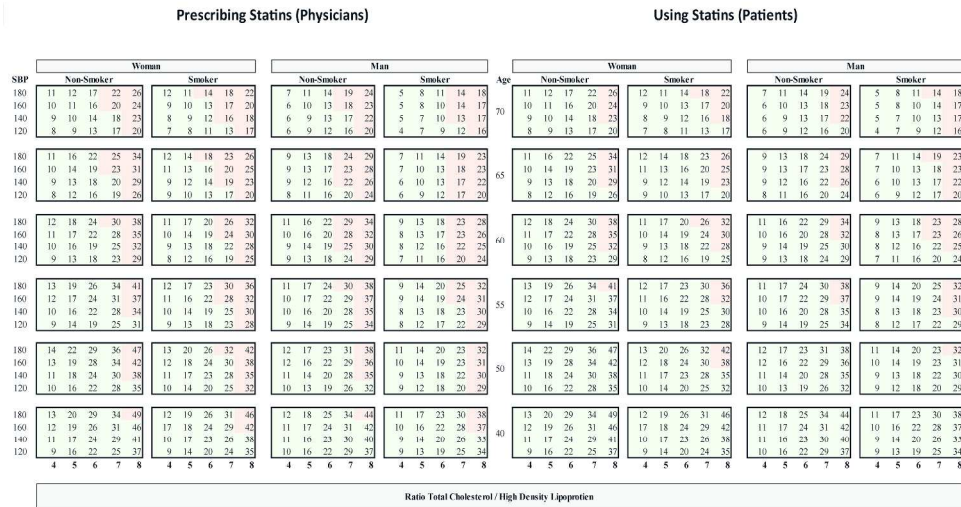 Prescribing Statins (Physicians) Using Statins (Patients)
Woman Man Woman Man
SBP Non-Smoker Smoker Non-Smoker Smoker Age Non-Smoker Smoker Non-Smoker Smoker
180 11 12 17 22 26 12 11 14 18 22 7 11 14 19 24 5 8 11 14 18 11 12 17 22 26 12 11 14 18 22 7 11 14 19 24 5 8 11 14 18
160 10 11 16 20 24 9 10 13 17 20 6 10 13 18 23 5 8 10 14 17 10 11 16 20 24 9 10 13 17 20 6 10 13 18 23 5 8 10 14 17
70
140 9 10 14 18 23 8 9 12 16 18 6 9 13 17 22 5 7 10 13 17 9 10 14 18 23 8 9 12 16 18 6 9 13 17 22 5 7 10 13 17
120 8 9 13 17 20 7 8 11 13 17 6 9 12 16 20 4 7 9 12 16 8 9 13 17 20 7 8 11 13 17 6 9 12 16 20 4 7 9 12 16
180 11 16 22 25 34 12 14 18 23 26 9 13 18 24 29 7 11 14 19 23 11 16 22 25 34 12 14 18 23 26 9 13 18 24 29 7 11 14 19 23
160 10 14 19 23 31 11 13 16 20 25 9 13 17 23 28 7 10 13 18 23 10 14 19 23 31 11 13 16 20 25 9 13 17 23 28 7 10 13 18 23
65
140 9 13 18 20 29 9 12 14 19 23 9 12 16 22 26 6 10 13 17 22 9 13 18 20 29 9 12 14 19 23 9 12 16 22 26 6 10 13 17 22
120 8 12 16 19 26 9 10 13 17 20 8 11 16 20 24 6 9 12 17 20 8 12 16 19 26 9 10 13 17 20 8 11 16 20 24 6 9 12 17 20
180 12 18 24 30 38 11 17 20 26 32 11 16 22 29 34 9 13 18 23 28 12 18 24 30 38 11 17 20 26 32 11 16 22 29 34 9 13 18 23 28
160 11 17 22 28 35 10 14 19 24 30 10 16 20 28 32 8 13 17 23 26 11 17 22 28 35 10 14 19 24 30 10 16 20 28 32 8 13 17 23 26
60
140 10 16 19 25 32 9 13 18 22 28 9 14 19 25 30 8 12 16 22 25 10 16 19 25 32 9 13 18 22 28 9 14 19 25 30 8 12 16 22 25
120 9 13 18 23 29 8 12 16 19 25 9 13 18 24 29 7 11 16 20 24 9 13 18 23 29 8 12 16 19 25 9 13 18 24 29 7 11 16 20 24
180 13 19 26 34 41 12 17 23 30 36 11 17 24 30 38 9 14 20 25 32 13 19 26 34 41 12 17 23 30 36 11 17 24 30 38 9 14 20 25 32
160 12 17 24 31 37 11 16 22 28 32 10 17 22 29 37 9 14 19 24 31 12 17 24 31 37 11 16 22 28 32 10 17 22 29 37 9 14 19 24 31
55
140 10 16 22 28 34 10 14 19 25 30 10 16 20 28 35 8 13 18 23 30 10 16 22 28 34 10 14 19 25 30 10 16 20 28 35 8 13 18 23 30
120 9 14 19 25 31 9 13 18 23 28 9 14 19 25 34 8 12 17 22 29 9 14 19 25 31 9 13 18 23 28 9 14 19 25 34 8 12 17 22 29
180 14 22 29 36 47 13 20 26 32 42 12 17 23 31 38 11 14 20 23 32 14 22 29 36 47 13 20 26 32 42 12 17 23 31 38 11 14 20 23 32
160 13 19 28 34 42 12 18 24 30 38 12 16 22 29 36 10 14 19 23 31 13 19 28 34 42 12 18 24 30 38 12 16 22 29 36 10 14 19 23 31
50
140 11 18 24 30 38 11 17 23 28 35 11 14 20 28 35 9 13 18 22 30 11 18 24 30 38 11 17 23 28 35 11 14 20 28 35 9 13 18 22 30
120 10 16 22 28 35 10 14 20 25 32 10 13 19 26 32 9 12 18 20 29 10 16 22 28 35 10 14 20 25 32 10 13 19 26 32 9 12 18 20 29
180 13 20 29 34 49 12 19 26 31 46 12 18 25 34 44 11 17 23 30 38 13 20 29 34 49 12 19 26 31 46 12 18 25 34 44 11 17 23 30 38
160 12 19 26 31 46 17 18 24 29 42 11 17 24 31 42 10 16 22 28 37 12 19 26 31 46 12 17 24 29 42 11 17 24 31 42 10 16 22 28 37
40
140 11 17 24 29 41 10 17 23 26 38 11 16 23 30 40 9 14 20 26 35 11 17 24 29 41 10 17 23 26 38 11 16 23 30 40 9 14 20 26 33
120 9 16 22 25 37 9 14 20 24 35 10 16 22 29 37 9 13 19 25 34 9 16 22 25 37 9 14 20 24 35 10 16 22 29 37 9 13 19 25 34
4 5 6 7 8 4 5 6 7 8 4 5 6 7 8 4 5 6 7 8 4 5 6 7 8 4 5 6 7 8 4 5 6 7 8 4 5 6 7 8
Ratio Total Cholesterol / High Density Lipoprotien